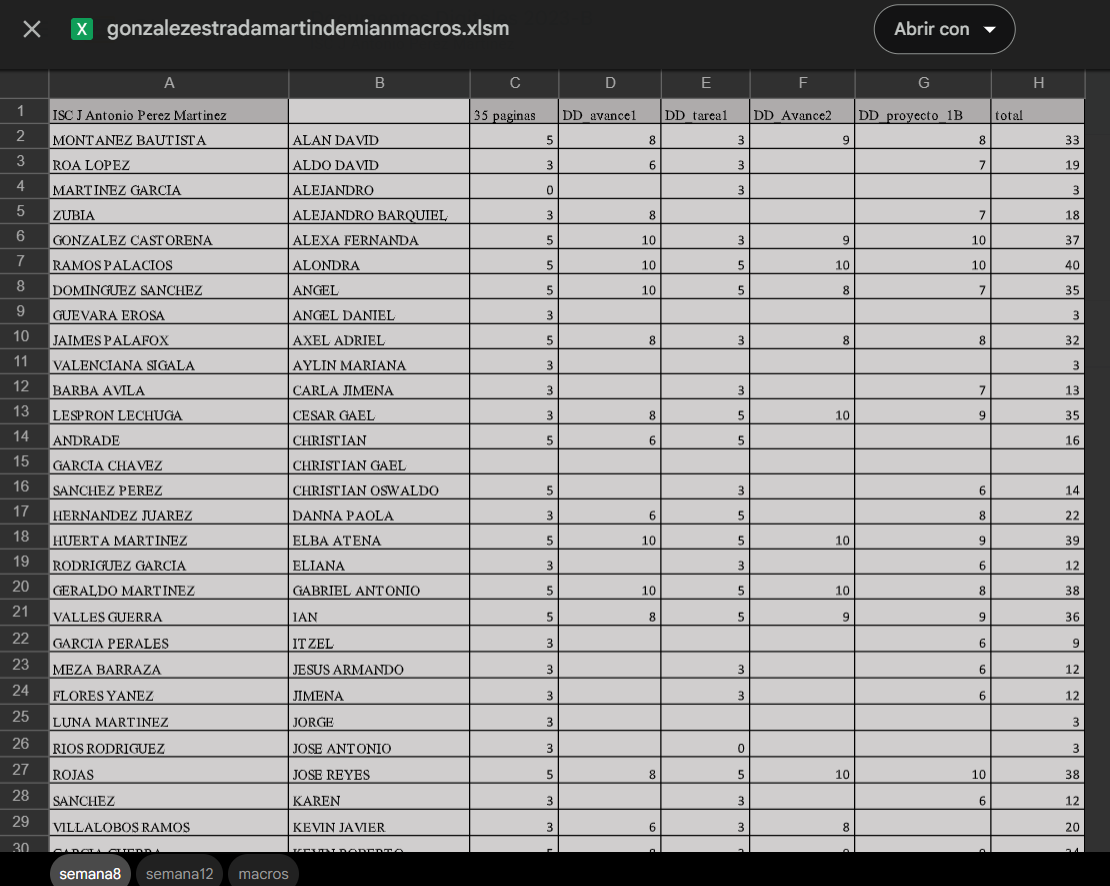 gonzalezestradamartindemianmacros.xlsm Abrir con
A B C D E F G H
1 ISC J Antonio Perez Martinez 35 paginas DD_avance1 DD_tarea1 DD_Avance2 DD_proyecto_1B total
2 MONTANEZ BAUTISTA ALAN DAVID 5 8 3 9 8 33
3 ROA LOPEZ ALDO DAVID 3 6 3 7 19
4 MARTINEZ GARCIA ALEJANDRO 0 3 3
5 ZUBIA ALEJANDRO BARQUIEL 3 8 7 18
6 GONZALEZ CASTORENA ALEXA FERNANDA 5 10 3 9 10 37
7 RAMOS PALACIOS ALONDRA 5 10 5 10 10 40
8 DOMINGUEZ SANCHEZ ANGEL 5 10 5 8 7 35
9 GUEVARA EROSA ANGEL DANIEL 3 3
10 JAIMES PALAFOX AXEL ADRIEL 5 8 3 8 8 32
11 VALENCIANA SIGALA AYLIN MARIANA 3 3
12 BARBA AVILA CARLA JIMENA 3 3 7 13
13 LESPRON LECHUGA CESAR GAEL 3 8 5 10 9 35
14 ANDRADE CHRISTIAN 5 6 5 16
15 GARCIA CHAVEZ CHRISTIAN GAEL
16 SANCHEZ PEREZ CHRISTIAN OSWALDO 5 3 6 14
17 HERNANDEZ JUAREZ DANNA PAOLA 3 6 5 8 22
18 HUERTA MARTINEZ ELBA ATENA 5 10 5 10 9 39
19 RODRIGUEZ GARCIA ELIANA 3 3 6 12
20 GERALDO MARTINEZ GABRIEL ANTONIO 5 10 5 10 8 38
21 VALLES GUERRA IAN 5 8 5 9 9 36
22 GARCIA PERALES ITZEL 3 6 9
23 MEZA BARRAZA JESUS ARMANDO 3 3 6 12
24 FLORES YANEZ JIMENA 3 3 6 12
25 LUNA MARTINEZ JORGE 3 3
26 RIOS RODRIGUEZ JOSE ANTONIO 3 0 3
27 ROJAS JOSE REYES 5 8 5 10 10 38
28 SANCHEZ KAREN 3 3 6 12
29 VILLALOBOS RAMOS KEVIN JAVIER 3 6 3 8 20
30 GARCIA GUERRA KEVIN ROBERTO
semana8 semana12 macros